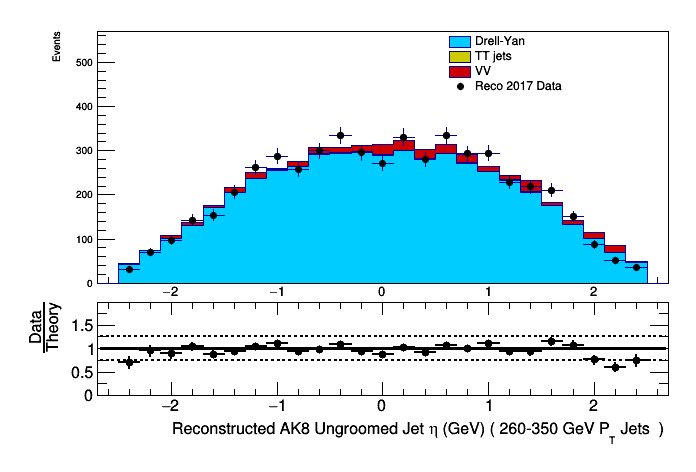 Events
500
400
300
200
100
0
Drell-Yan
TT jets
VV
Reco 2017 Data
−2 −1 0 1 2
Data
Theory
1.5
1
0.5
0
−2 −1 0 1 2
Reconstructed AK8 Ungroomed Jet η (GeV) ( 260-350 GeV P_T Jets )